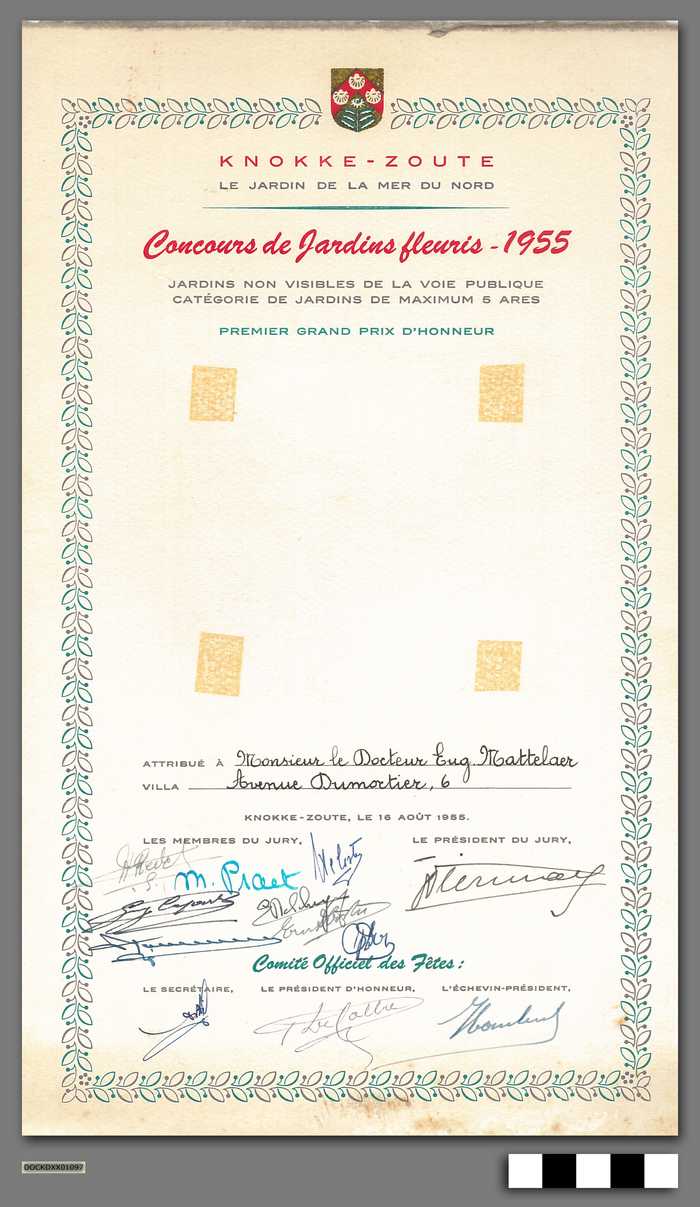 KNOKKE-ZOUTE
LE JARDIN DE LA MER DU NORD
Concours de Jardins fleuris - 1955
JARDINS NON VISIBLES DE LA VOIE PUBLIQUE
CATÉGORIE DE JARDINS DE MAXIMUM 5 ARES
PREMIER GRAND PRIX D'HONNEUR
ATTRIBUÉ À Monsieur le Docteur Eug. Mattelaer
VILLA Avenue Dumortier, 6
KNOKKE-ZOUTE, LE 16 AOÛT 1955.
LES MEMBRES DU JURY, LE PRÉSIDENT DU JURY,
M. Praet
Comité Officiel des Fêtes :
LE SECRÉTAIRE, LE PRÉSIDENT D'HONNEUR, L'ÉCHEVIN-PRÉSIDENT,
OOCKDXX01097